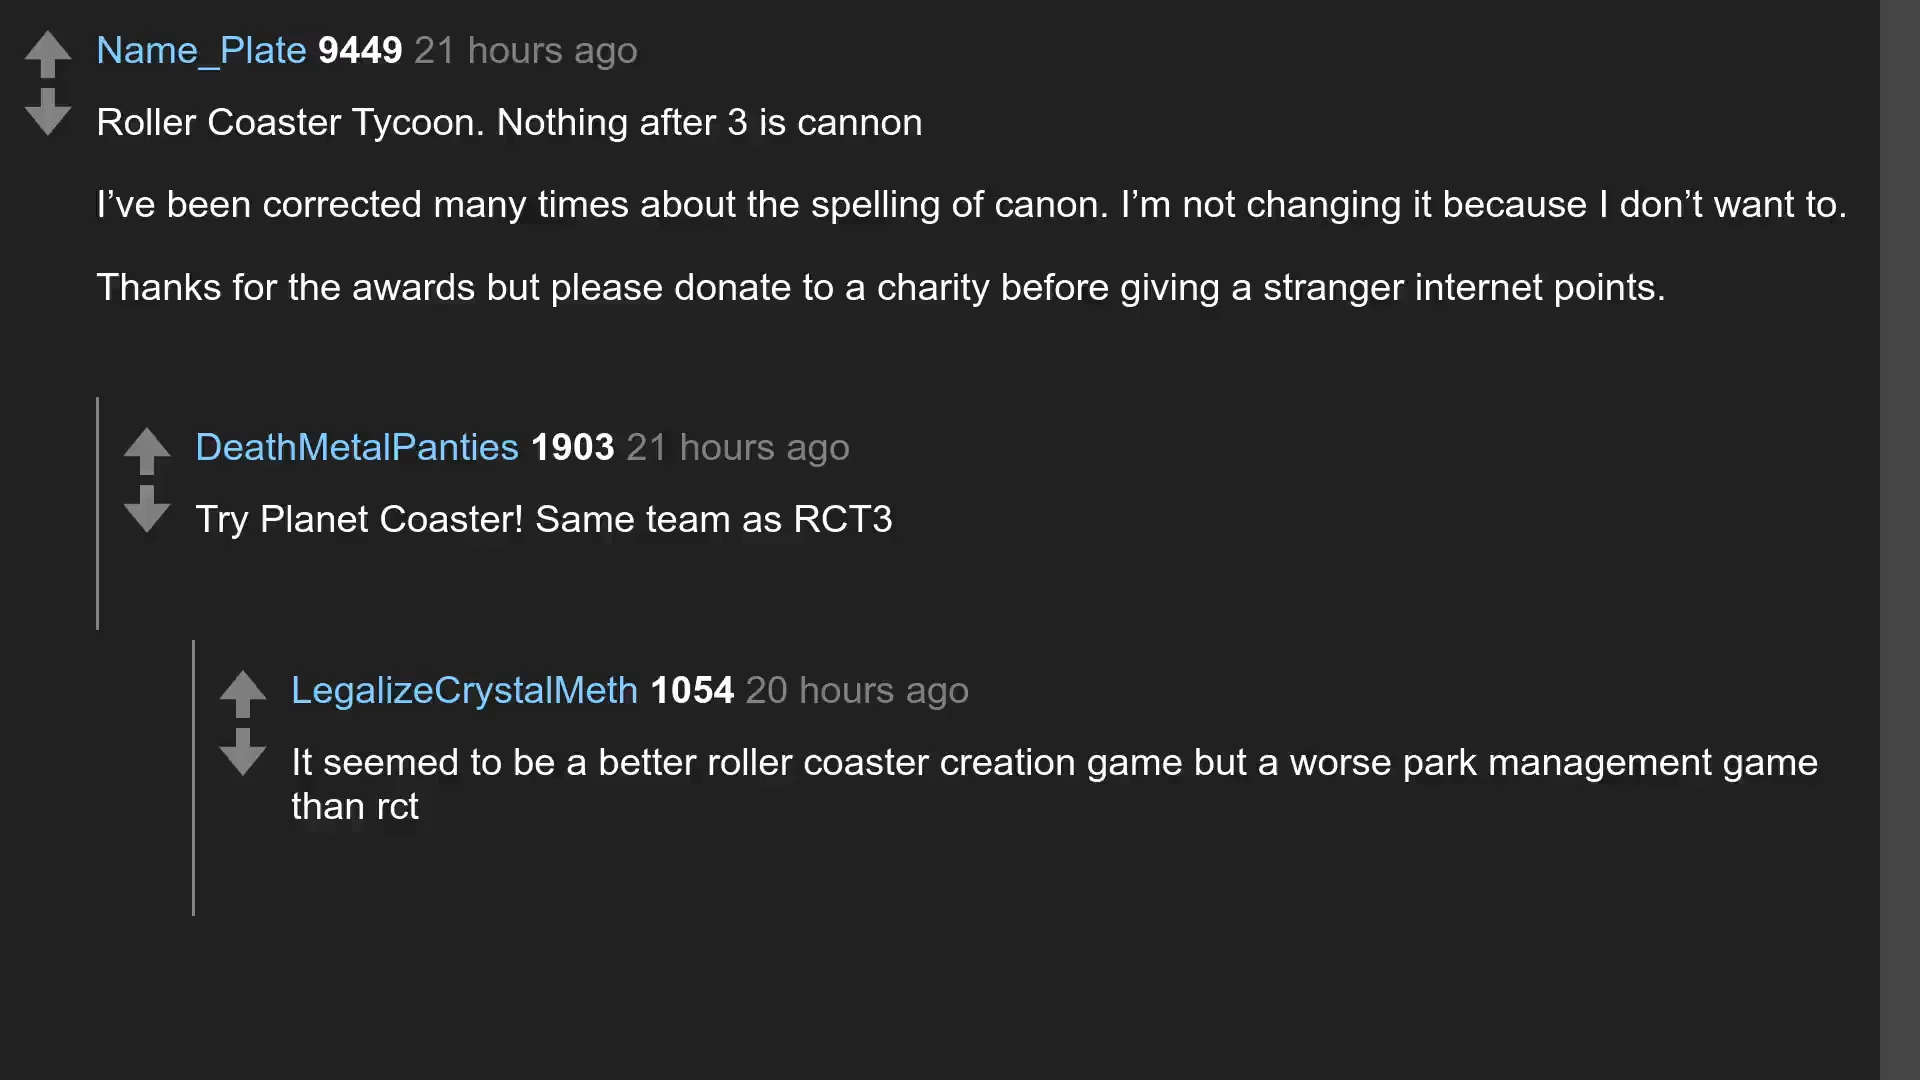 Name_Plate 9449 21 hours ago
Roller Coaster Tycoon. Nothing after 3 is cannon
I’ve been corrected many times about the spelling of canon. I’m not changing it because I don’t want to.
Thanks for the awards but please donate to a charity before giving a stranger internet points.
DeathMetalPanties 1903 21 hours ago
Try Planet Coaster! Same team as RCT3
LegalizeCrystalMeth 1054 20 hours ago
It seemed to be a better roller coaster creation game but a worse park management game
than rct